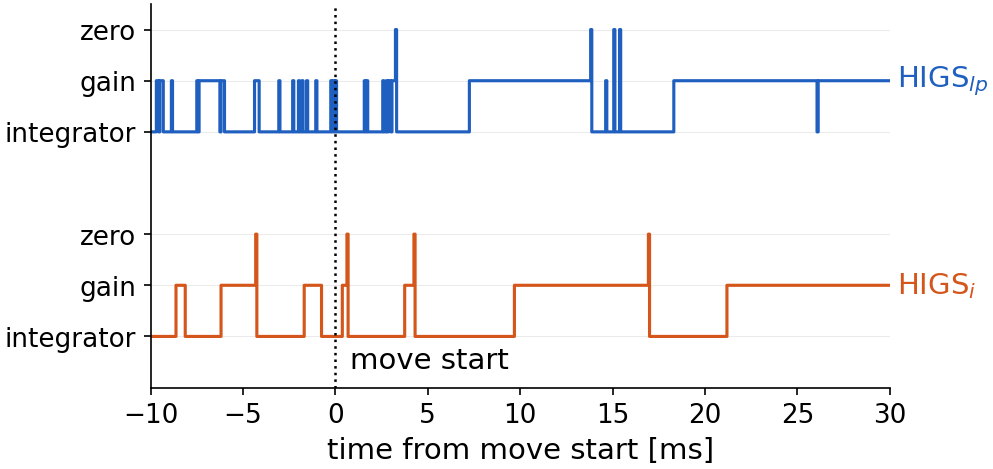 zero
gain
integrator
HIGS_lp
zero
gain
integrator
HIGS_i
move start
−10 −5 0 5 10 15 20 25 30
time from move start [ms]